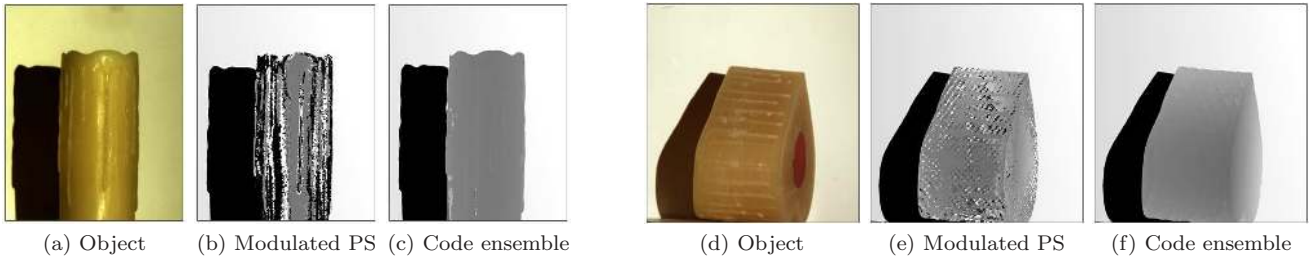 (a) Object
(b) Modulated PS
(c) Code ensemble
(d) Object
(e) Modulated PS
(f) Code ensemble